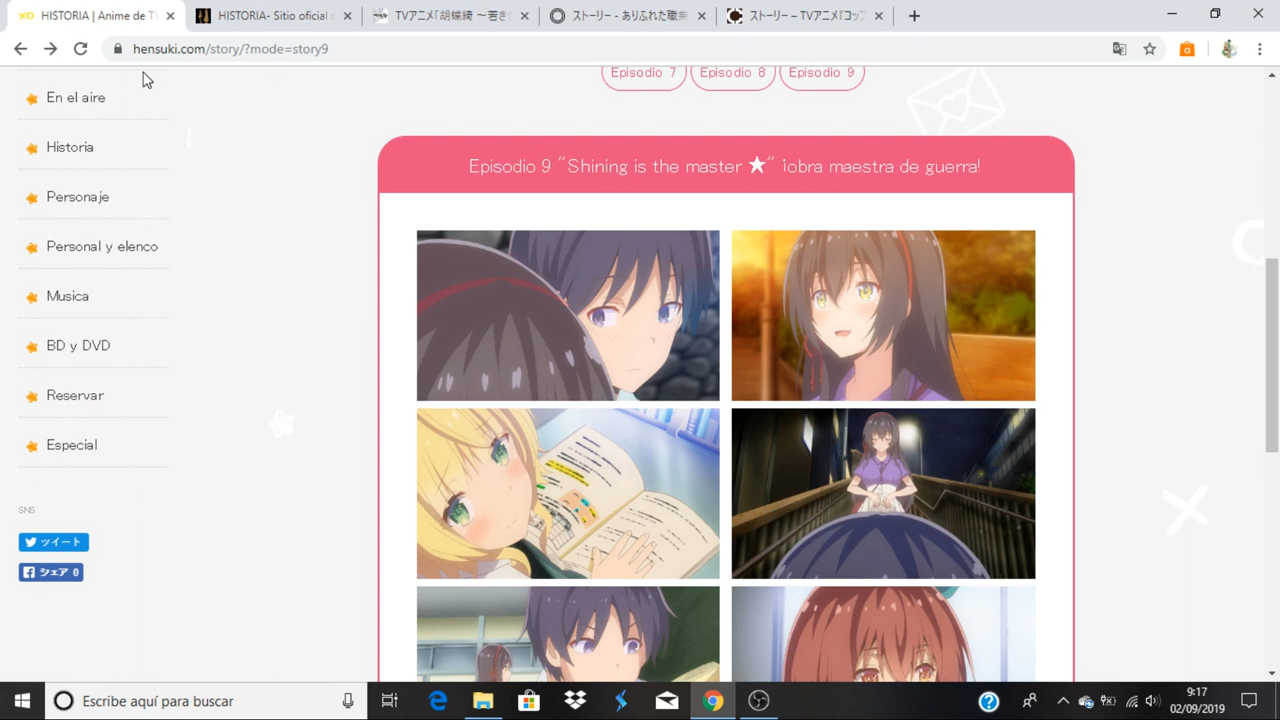 HISTORIA | Anime de T
HISTORIA- Sitio oficial
TVアニメ「胡蝶綺 ～若き
ストーリー - ありふれた職業
ストーリー – TVアニメ『コップ
hensuki.com/story/?mode=story9
Episodio 7
Episodio 8
Episodio 9
En el aire
Historia
Personaje
Personal y elenco
Musica
BD y DVD
Reservar
Especial
SNS
ツイート
シェア 0
Episodio 9 "Shining is the master ★" ¡obra maestra de guerra!
Escribe aquí para buscar
9:17
02/09/2019